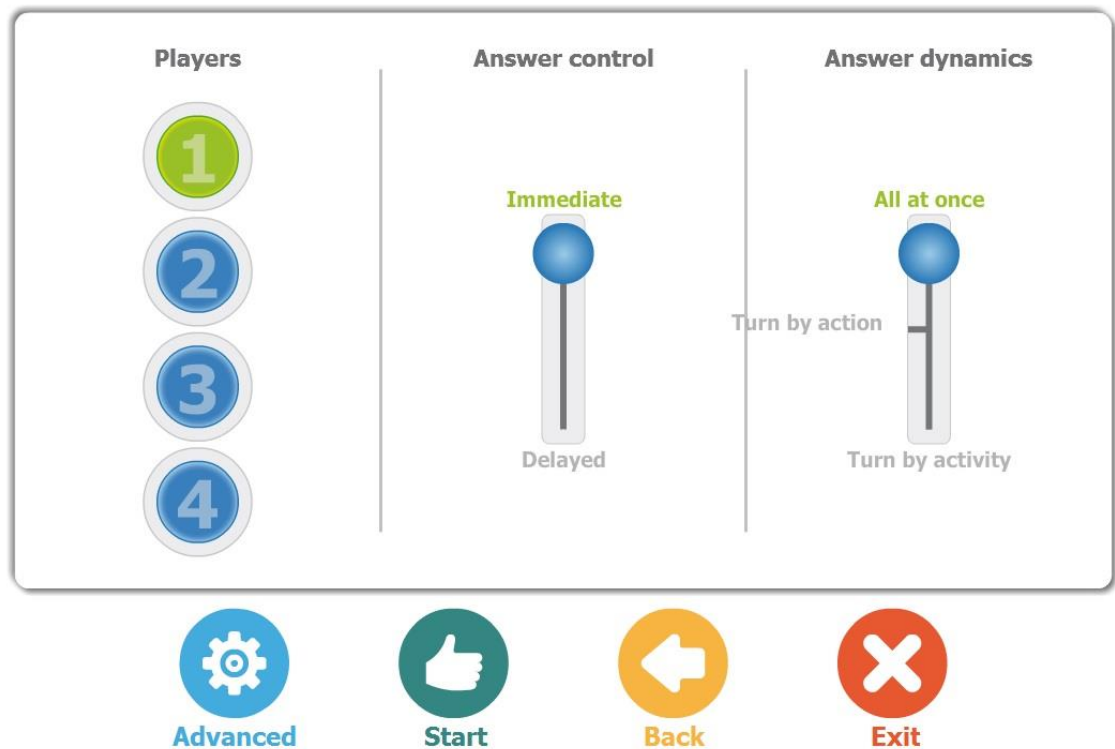 Players
1
2
3
4
Answer control
Immediate
Delayed
Answer dynamics
All at once
Turn by action
Turn by activity
Advanced
Start
Back
Exit